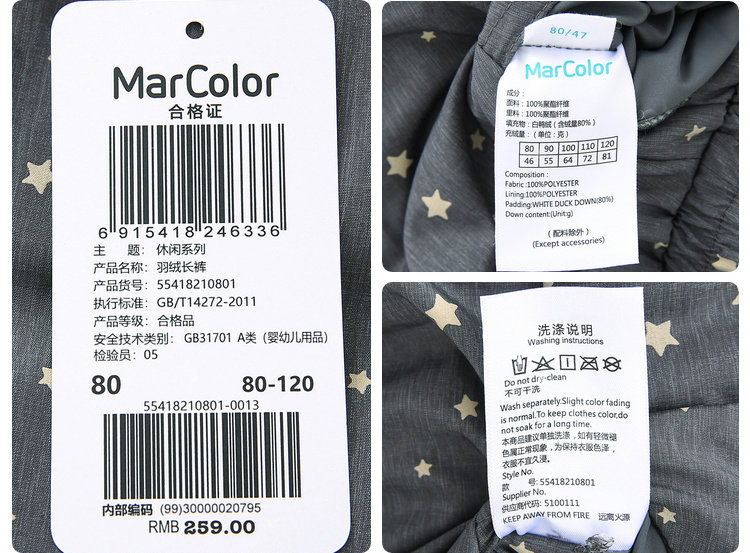 MarColor
合格证
6 915418 246336
主 题: 休闲系列
产品名称: 羽绒长裤
产品货号: 55418210801
执行标准: GB/T14272-2011
产品等级: 合格品
安全技术类别: GB31701 A类 (婴幼儿用品)
检验员: 05
80 80-120
55418210801-0013
内部编码 (99)30000020795
RMB 259.00
80/47
MarColor
成分:
面料: 100%聚酯纤维
里料: 100%聚酯纤维
填充物: 白鸭绒 (含绒量80%)
充绒量: (单位: 克)
80 90 100 110 120
46 55 64 72 81
Composition :
Fabric :100%POLYESTER
Lining:100%POLYESTER
Padding:WHITE DUCK DOWN(80%)
Down content:(Unit:g)
(配料除外)
(Except accessories)
洗涤说明
Washing instructions
Do not dry-clean
不可干洗
Wash separately.Slight color fading
is normal.To keep clothes color,do
not soak for a long time.
本商品建议单独洗涤, 如有轻微褪
色属正常现象, 为保持衣服色泽,
衣服不宜久浸。
Style No.
款 号: 55418210801
Supplier No.
供应商代码: 5100111
KEEP AWAY FROM FIRE 远离火源